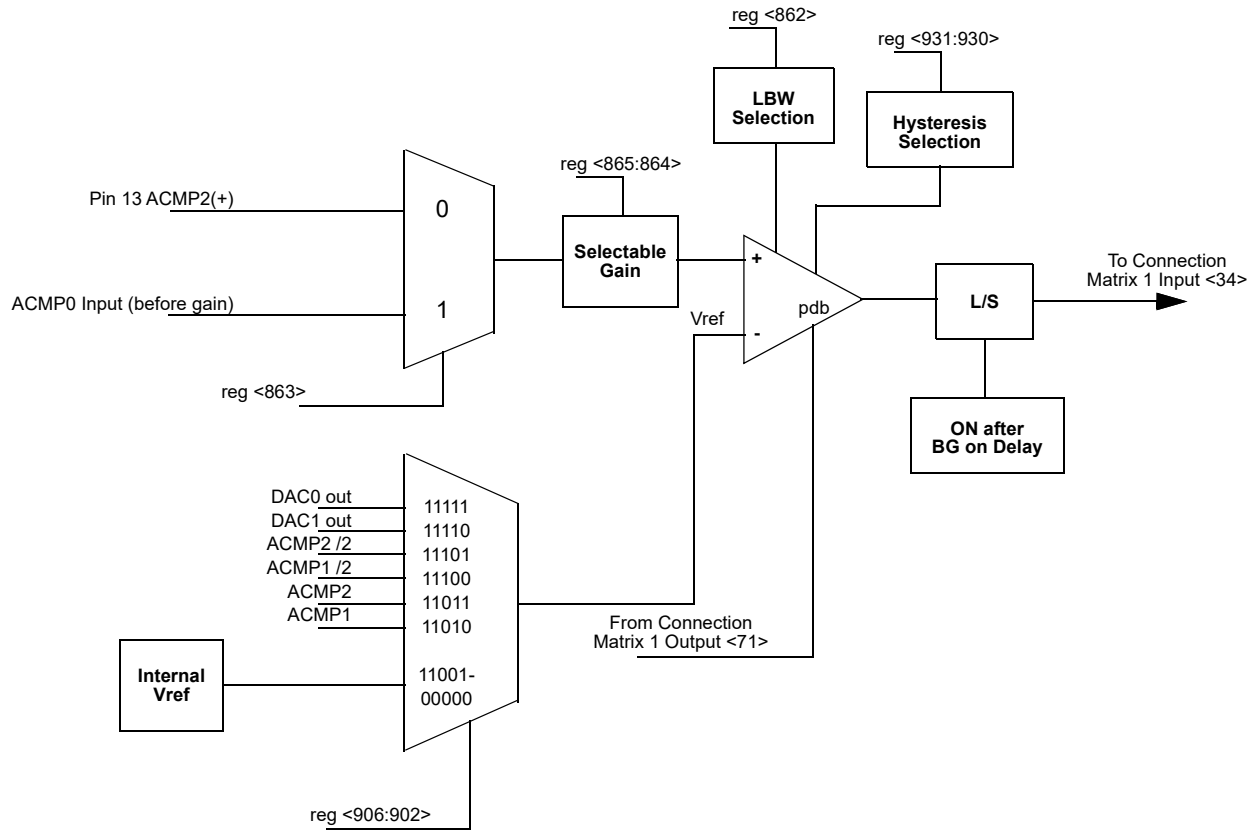 reg <862>
reg <931:930>
LBW
Selection
Hysteresis
Selection
reg <865:864>
Pin 13 ACMP2(+)
0
Selectable
Gain
+
To Connection
Matrix 1 Input <34>
ACMP0 Input (before gain)
1
L/S
pdb
Vref
-
reg <863>
ON after
BG on Delay
DAC0 out
11111
DAC1 out
11110
ACMP2 /2
11101
ACMP1 /2
11100
ACMP2
11011
ACMP1
11010
From Connection
Matrix 1 Output <71>
Internal
Vref
11001-
00000
reg <906:902>